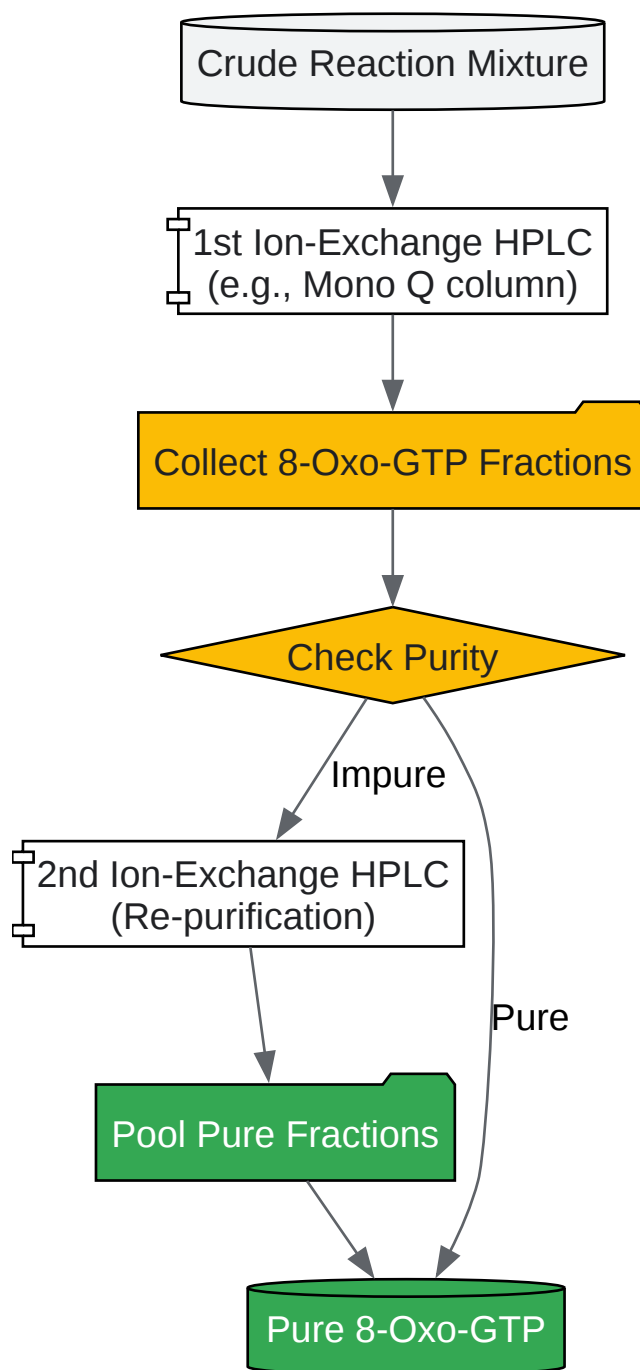 Crude Reaction Mixture
1st Ion-Exchange HPLC
(e.g., Mono Q column)
Collect 8-Oxo-GTP Fractions
Check Purity
Impure
2nd Ion-Exchange HPLC
(Re-purification)
Pure
Pool Pure Fractions
Pure 8-Oxo-GTP